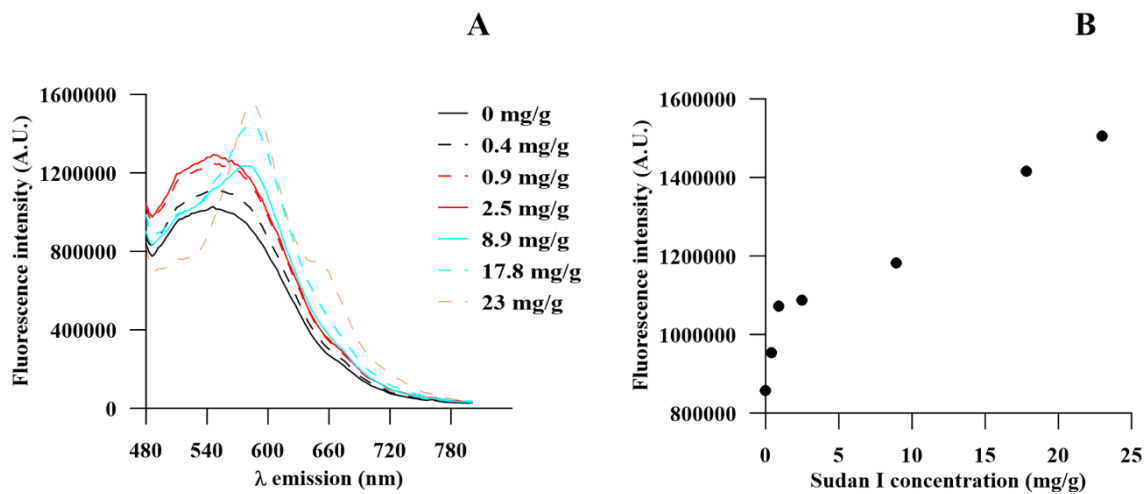 A
Fluorescence intensity (A.U.)
1600000
1200000
800000
400000
0
480 540 600 660 720 780
λ emission (nm)
0 mg/g
0.4 mg/g
0.9 mg/g
2.5 mg/g
8.9 mg/g
17.8 mg/g
23 mg/g
B
Fluorescence intensity (A.U.)
1600000
1400000
1200000
1000000
800000
0 5 10 15 20 25
Sudan I concentration (mg/g)